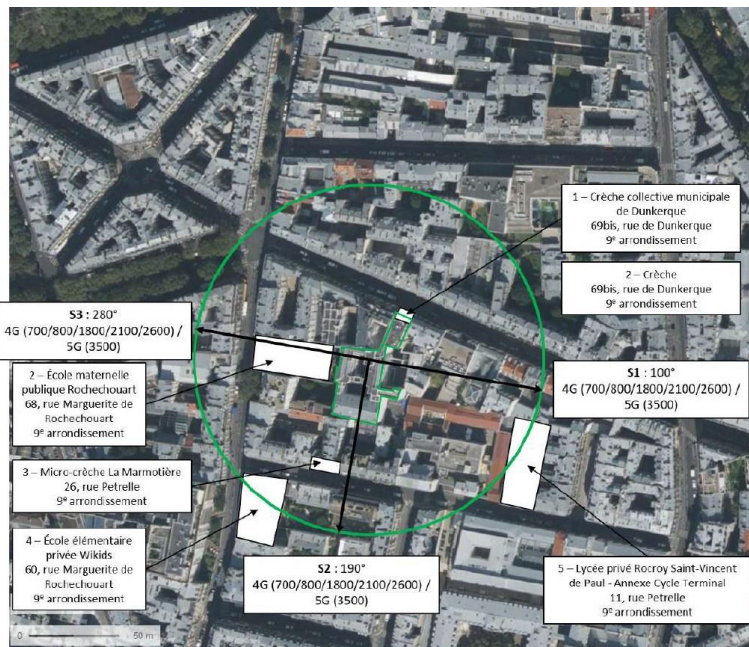 1 – Crèche collective municipale
de Dunkerque
69bis, rue de Dunkerque
9e arrondissement
2 – Crèche
69bis, rue de Dunkerque
9e arrondissement
S3 : 280°
4G (700/800/1800/2100/2600) /
5G (3500)
S1 : 100°
4G (700/800/1800/2100/2600) /
5G (3500)
2 – École maternelle
publique Rochechouart
68, rue Marguerite de
Rochechouart
9e arrondissement
3 – Micro-crèche La Marmotière
26, rue Petrelle
9e arrondissement
4 – École élémentaire
privée Wikids
60, rue Marguerite de
Rochechouart
9e arrondissement
S2 : 190°
4G (700/800/1800/2100/2600) /
5G (3500)
5 – Lycée privé Rocroy Saint-Vincent
de Paul - Annexe Cycle Terminal
11, rue Petrelle
9e arrondissement
0 50 m